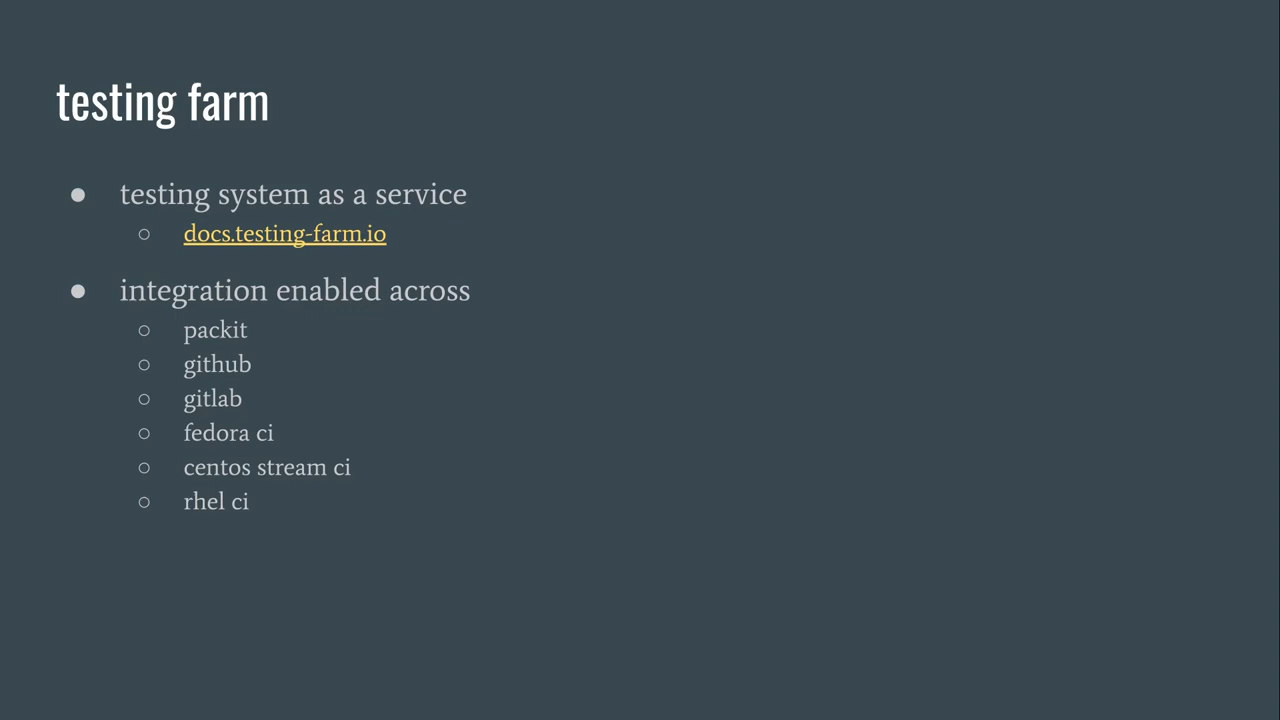 testing farm
● testing system as a service
○ docs.testing-farm.io
● integration enabled across
○ packit
○ github
○ gitlab
○ fedora ci
○ centos stream ci
○ rhel ci